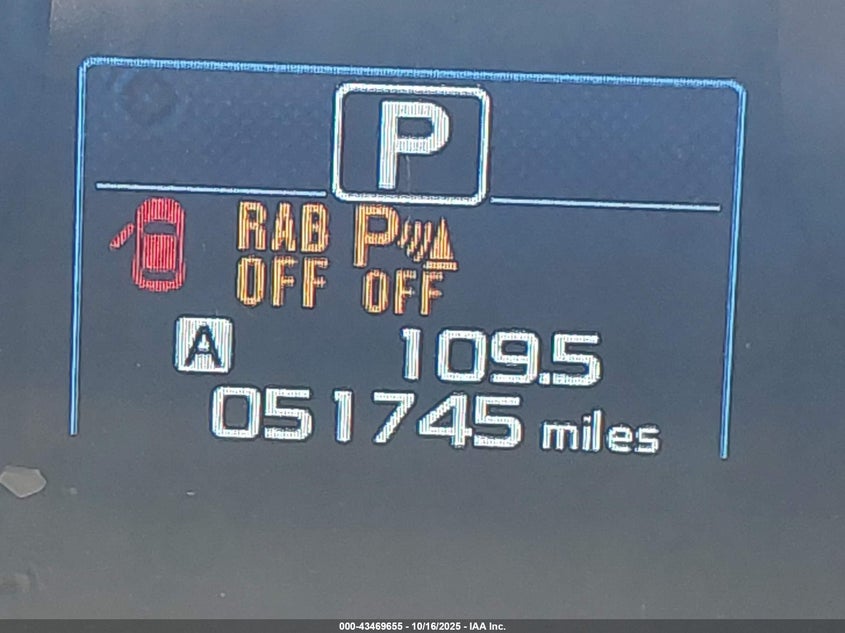 P
RAB P
OFF OFF
A 109.5
051745 miles
000-43469655 - 10/16/2025 - IAA Inc.